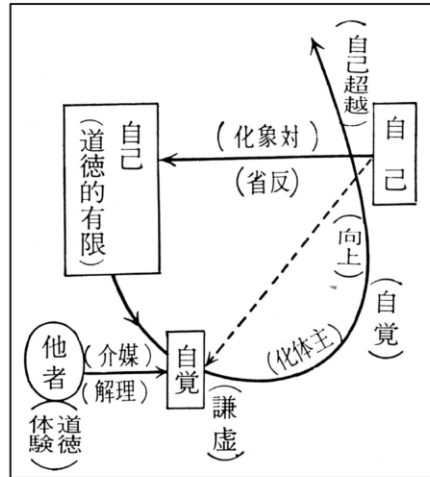 (自己超越)
自己
(対象化)
(反省)
自己
(道徳的有限)
(向上)
(自覚)
(主体化)
自覚
(謙虚)
(媒介)
(理解)
他者
(道徳
体験)